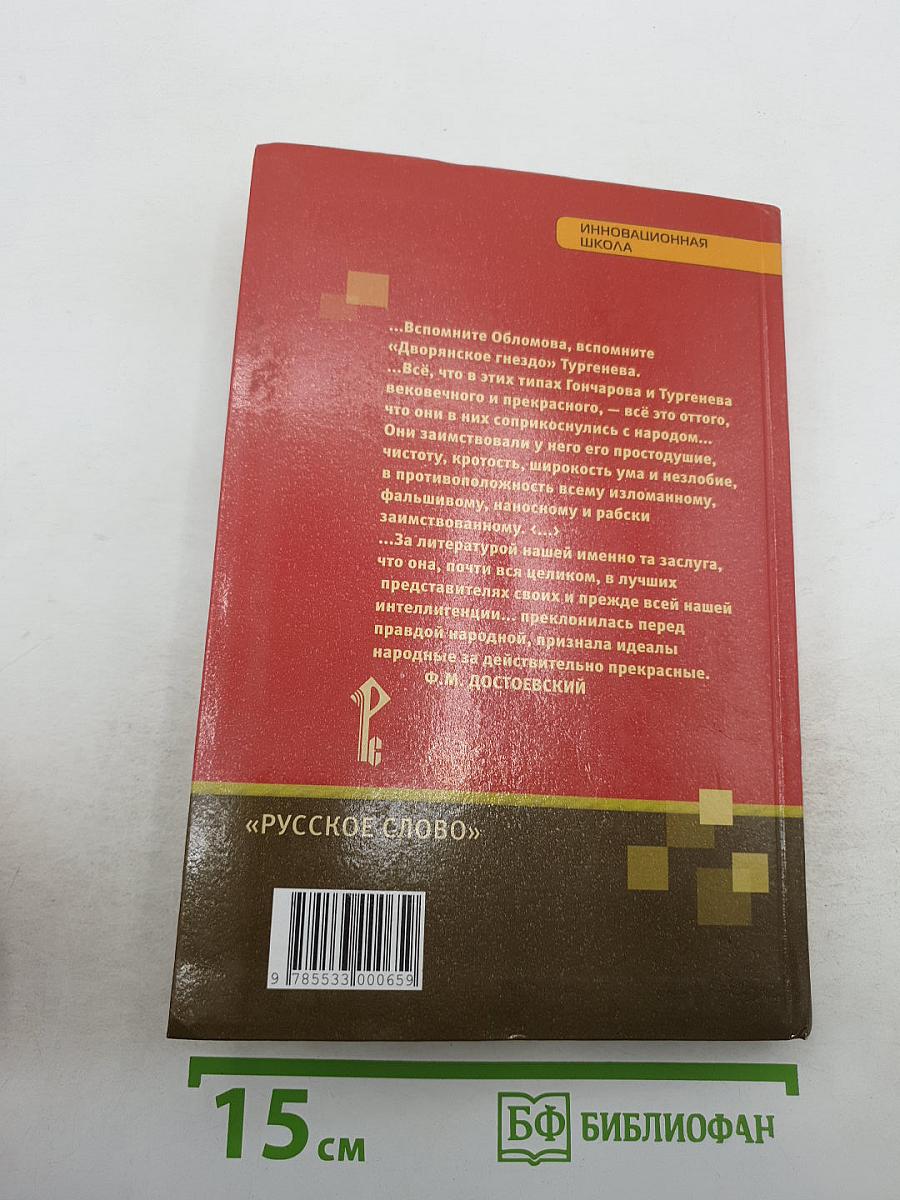 ИННОВАЦИОННАЯ
ШКОЛА
...Вспомните Обломова, вспомните
«Дворянское гнездо» Тургенева.
...Всё, что в этих типах Гончарова и Тургенева
вековечного и прекрасного, — всё это оттого,
что они в них соприкоснулись с народом...
Они заимствовали у него его простодушие,
чистоту, кротость, широкость ума и незлобие,
в противоположность всему изломанному,
фальшивому, наносному и рабски
заимствованному. <...>
...За литературой нашей именно та заслуга,
что она, почти вся целиком, в лучших
представителях своих и прежде всей нашей
интеллигенции... преклонилась перед
правдой народной, признала идеалы
народные за действительно прекрасные.
Ф.М. ДОСТОЕВСКИЙ
РС
«РУССКОЕ СЛОВО»
9 785533 000659
15 см
БФ БИБЛИОФАН